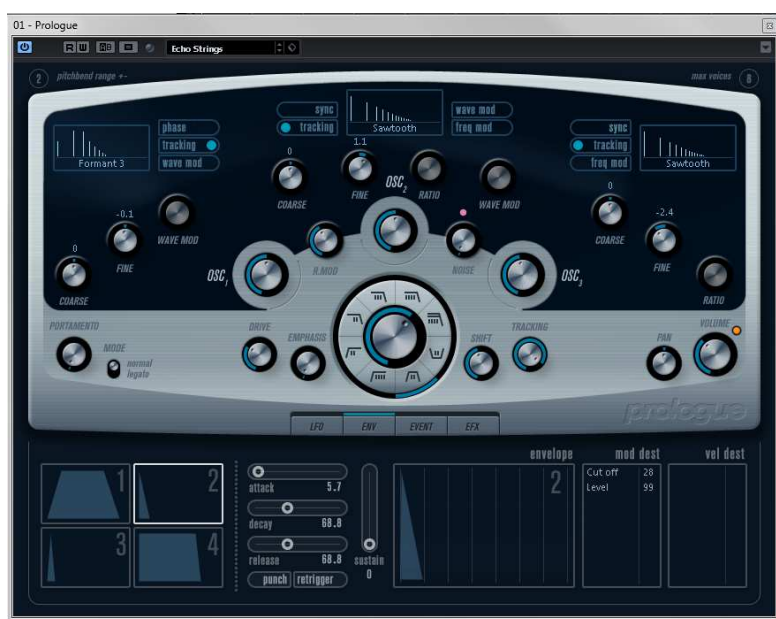 01 - Prologue
R W AB Echo Strings
2 pitchbend range +- max voices 8
sync wave mod
tracking freq mod
Sawtooth
phase
tracking
wave mod
Formant 3
sync
tracking
freq mod
Sawtooth
0 COARSE
1.1 FINE
OSC2
RATIO
WAVE MOD
0 COARSE
-0.1 FINE
WAVE MOD
OSC1
R.MOD
NOISE
OSC3
0 COARSE
-2.4 FINE
RATIO
PORTAMENTO
MODE
normal
legato
DRIVE
EMPHASIS
SHIFT
TRACKING
PAN
VOLUME
prologue
LFO ENV EVENT EFX
1 2
3 4
attack 5.7
decay 68.8
release 68.8
sustain
0
punch retrigger
envelope
2
mod dest
Cut off 28
Level 99
vel dest